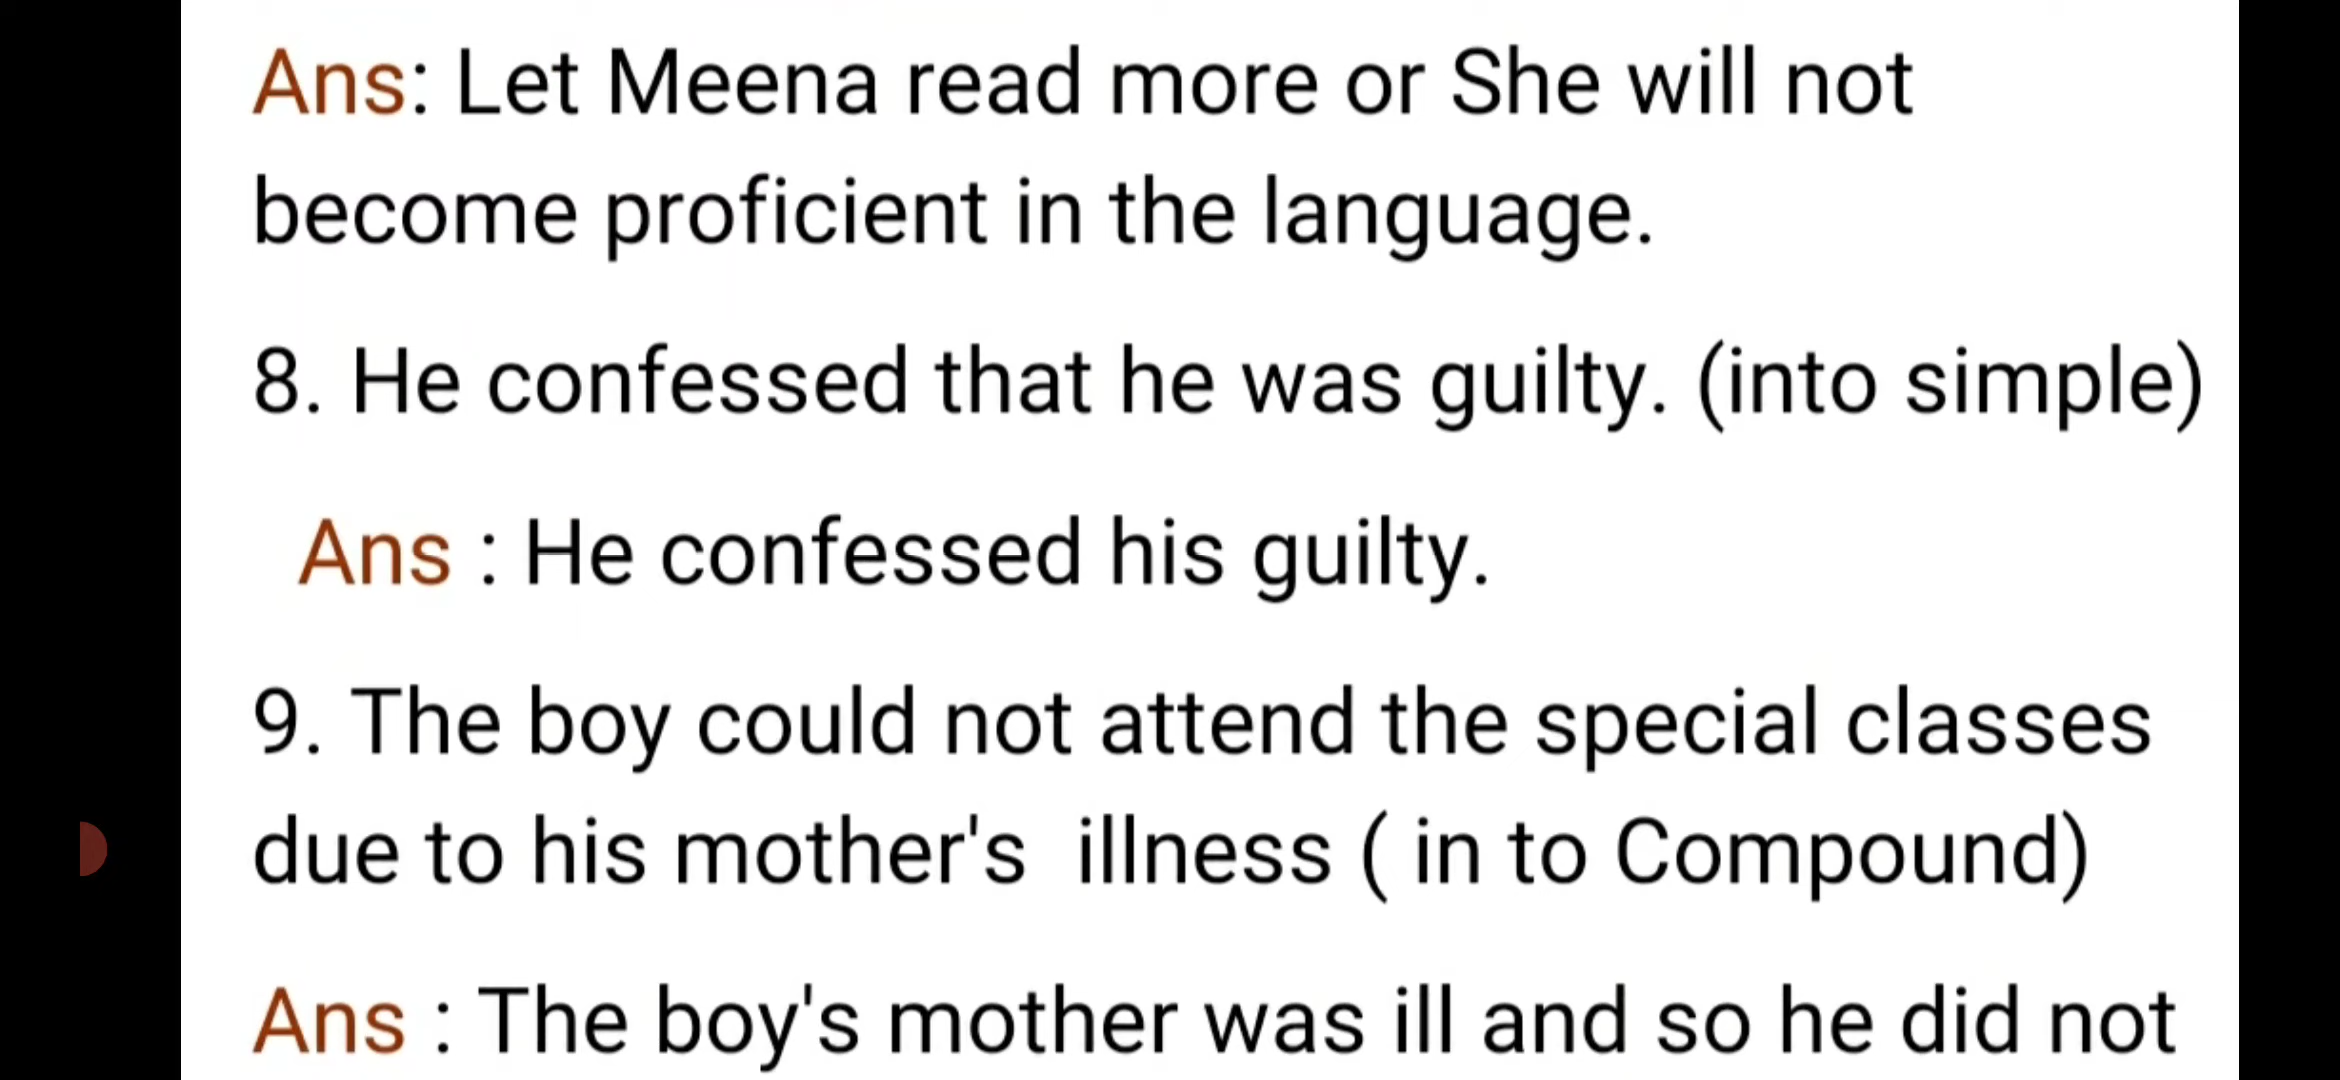 Ans: Let Meena read more or She will not
become proficient in the language.
8. He confessed that he was guilty. (into simple)
Ans : He confessed his guilty.
9. The boy could not attend the special classes
due to his mother's illness ( in to Compound)
Ans : The boy's mother was ill and so he did not